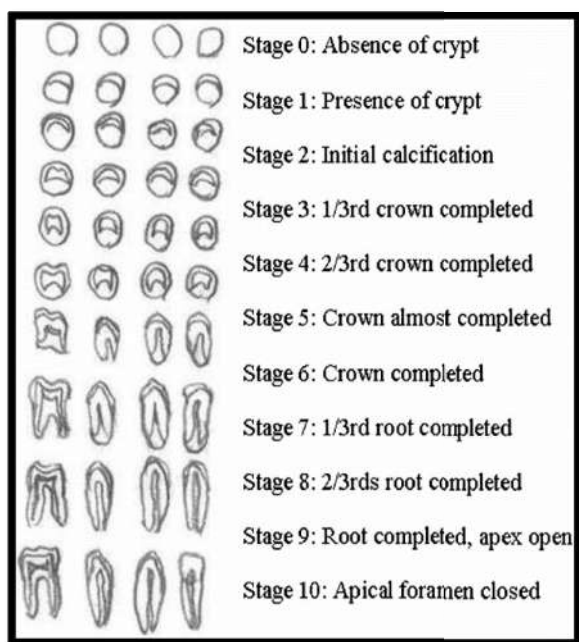 Stage 0: Absence of crypt
Stage 1: Presence of crypt
Stage 2: Initial calcification
Stage 3: 1/3rd crown completed
Stage 4: 2/3rd crown completed
Stage 5: Crown almost completed
Stage 6: Crown completed
Stage 7: 1/3rd root completed
Stage 8: 2/3rds root completed
Stage 9: Root completed, apex open
Stage 10: Apical foramen closed